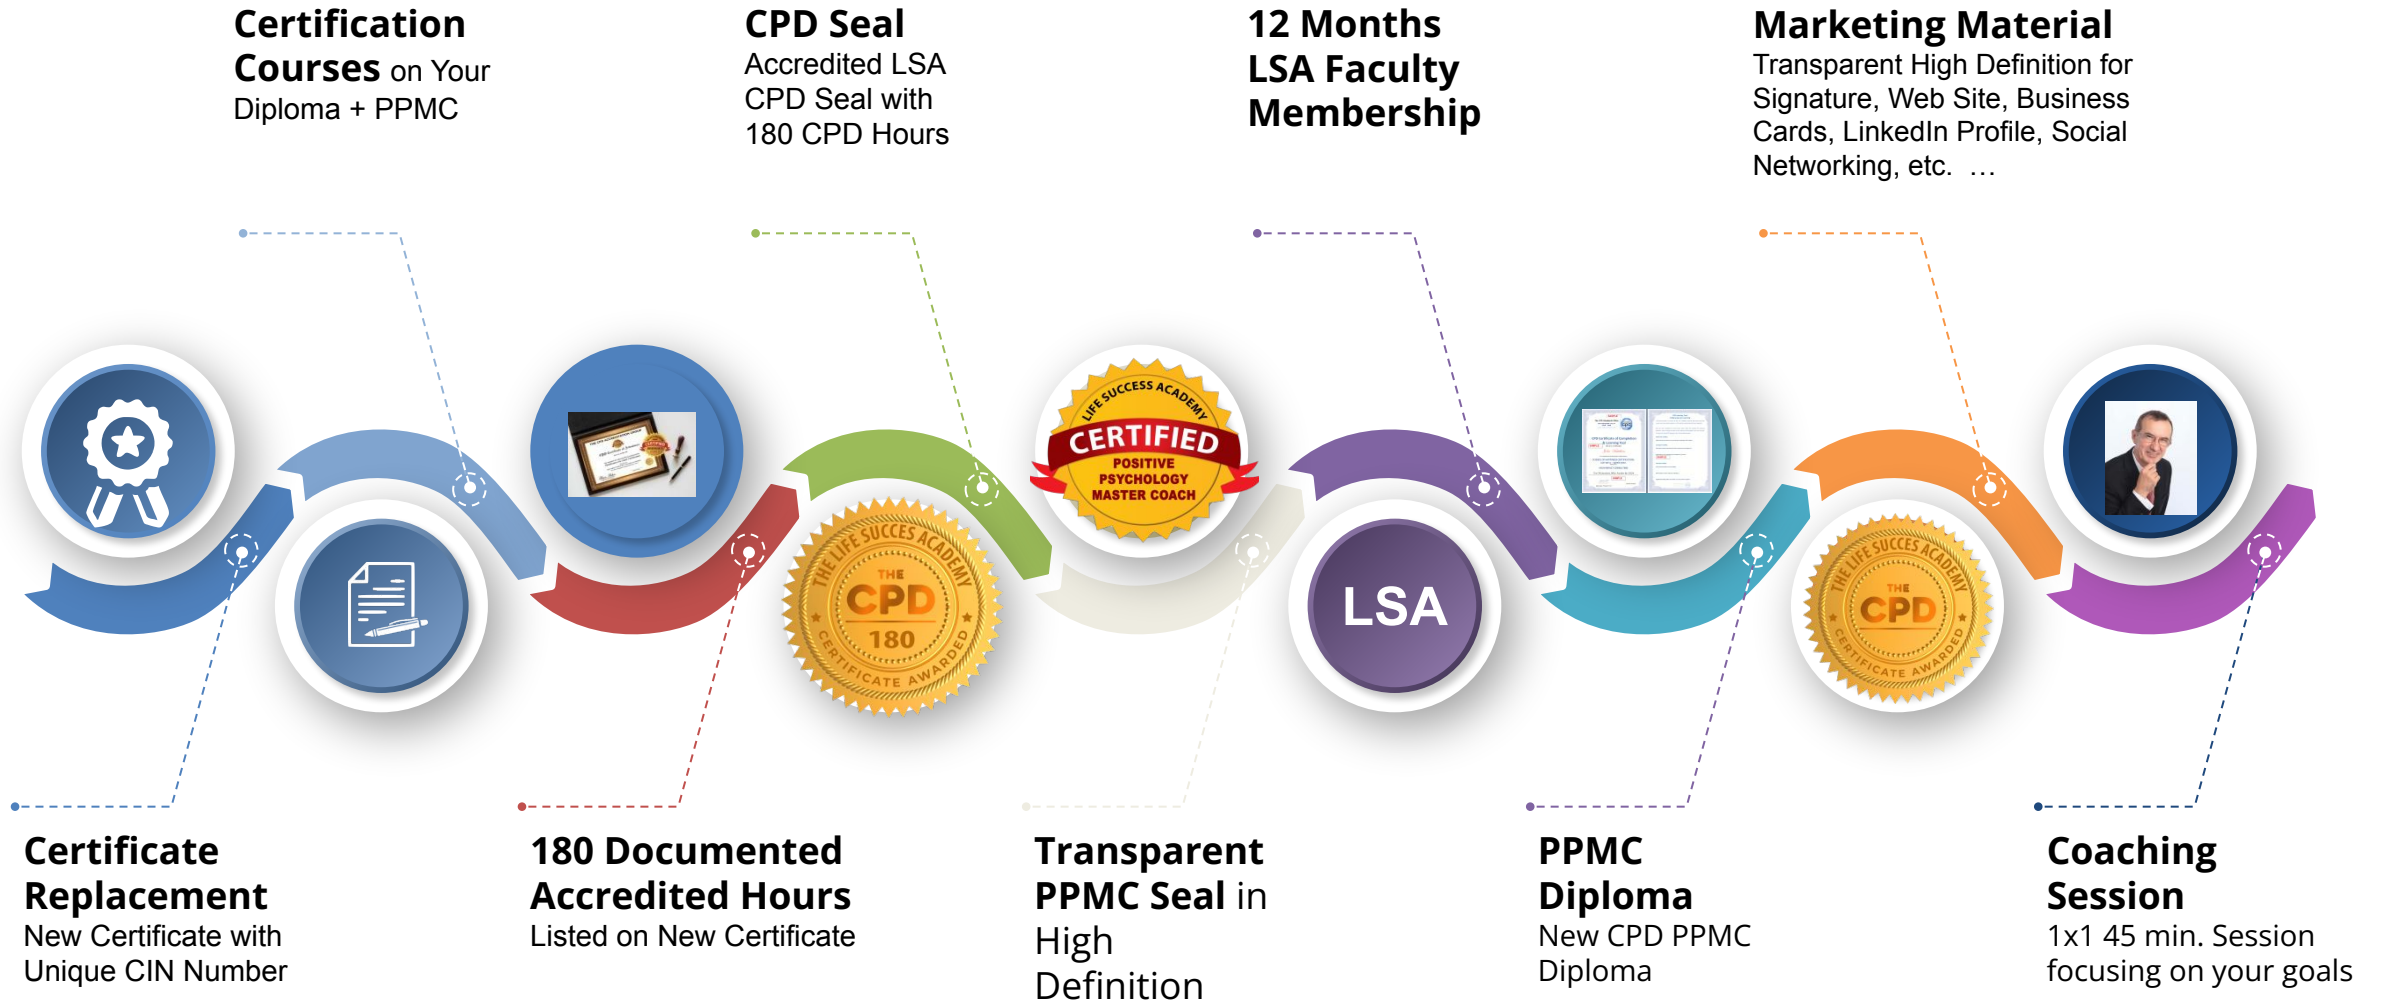 Certification
Courses on Your
Diploma + PPMC
CPD Seal
Accredited LSA
CPD Seal with
180 CPD Hours
12 Months
LSA Faculty
Membership
Marketing Material
Transparent High Definition for
Signature, Web Site, Business
Cards, LinkedIn Profile, Social
Networking, etc. …
LIFE SUCCESS ACADEMY
CERTIFIED
POSITIVE
PSYCHOLOGY
MASTER COACH
THE LIFE SUCCES ACADEMY
THE
CPD
180
CERTIFICATE AWARDED
LSA
THE LIFE SUCCES ACADEMY
THE
CPD
CERTIFICATE AWARDED
Certificate
Replacement
New Certificate with
Unique CIN Number
180 Documented
Accredited Hours
Listed on New Certificate
Transparent
PPMC Seal in
High
Definition
PPMC
Diploma
New CPD PPMC
Diploma
Coaching
Session
1x1 45 min. Session
focusing on your goals